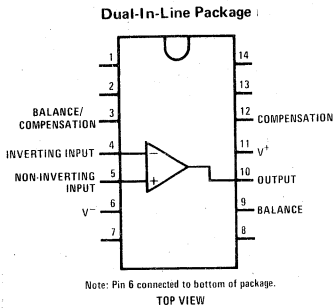 Dual-In-Line Package
1
14
2
13
BALANCE/
COMPENSATION
3
12
COMPENSATION
INVERTING INPUT
4
−
11
V+
NON-INVERTING
INPUT
5
+
10
OUTPUT
V−
6
9
BALANCE
7
8
Note: Pin 6 connected to bottom of package.
TOP VIEW